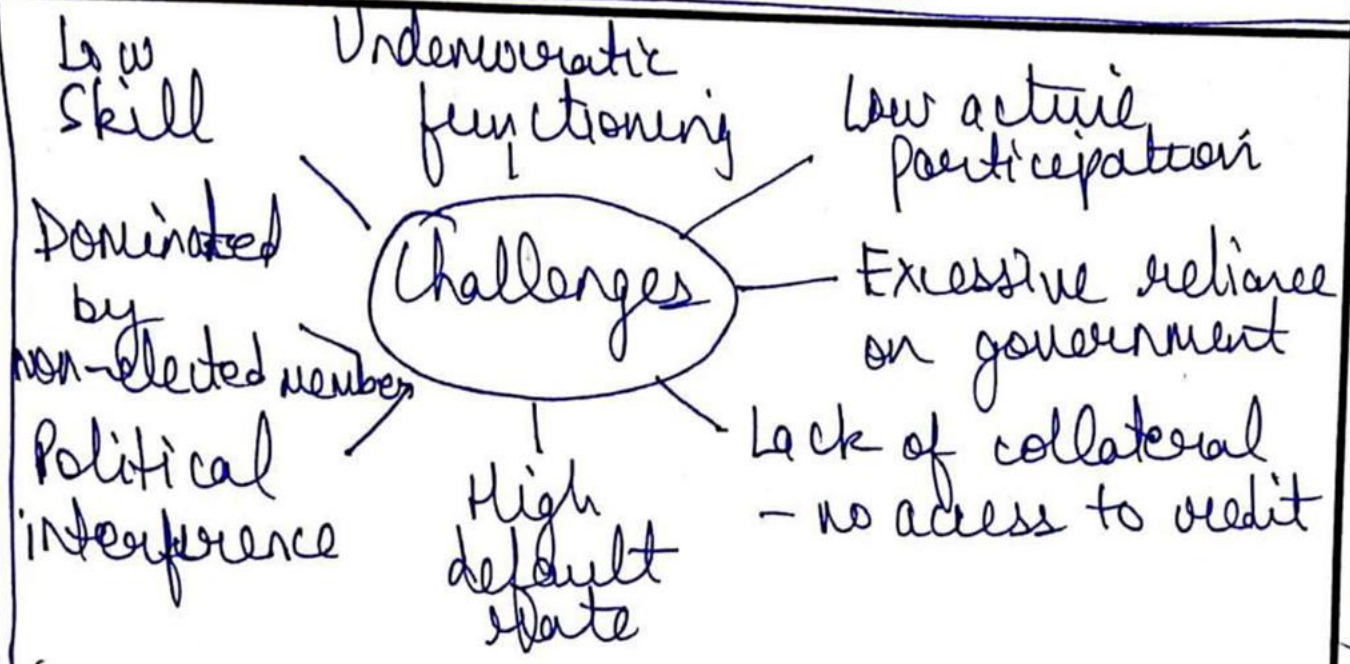 Low
Skill
Undemocratic
functioning
Low active
participation
Dominated
by
non-elected member
Challenges
Excessive reliance
on government
Political
interference
High
default
rate
Lack of collateral
- no access to credit